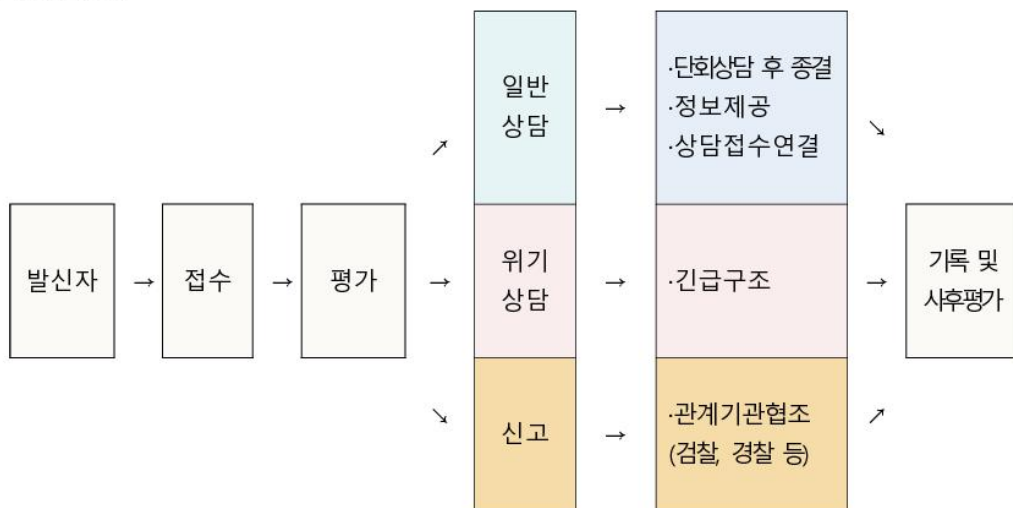 발신자
→
접수
→
평가
↗
→
↘
일반
상담
위기
상담
신고
→
→
→
·단회상담 후 종결
·정보제공
·상담접수연결
·긴급구조
·관계기관협조
(검찰, 경찰 등)
↘
→
↗
기록 및
사후평가